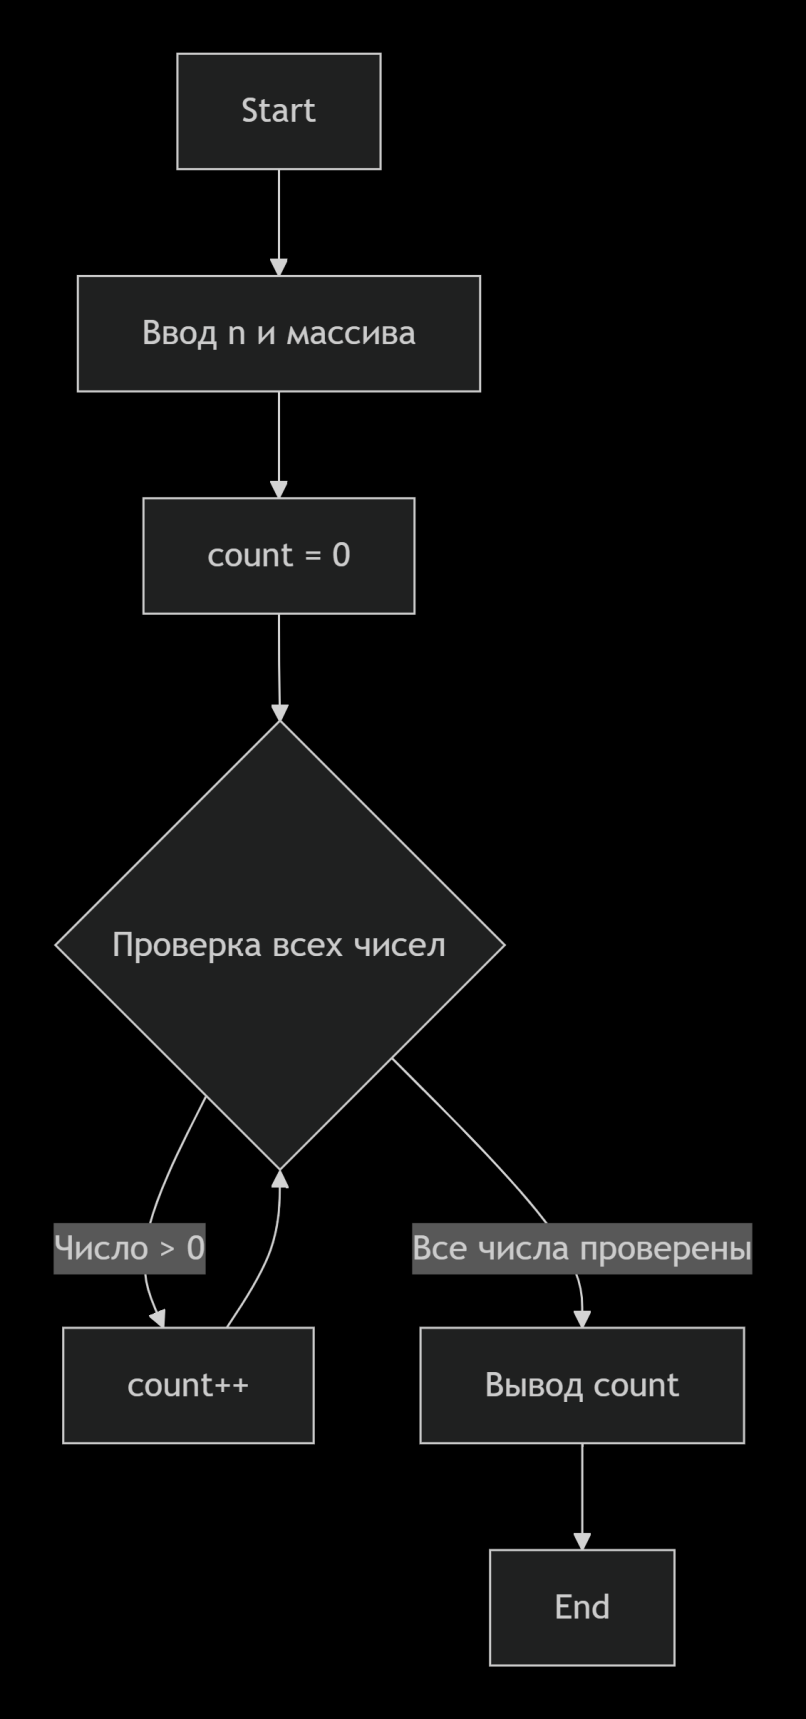 Start
Ввод n и массива
count = 0
Проверка всех чисел
Число > 0
Все числа проверены
count++
Вывод count
End